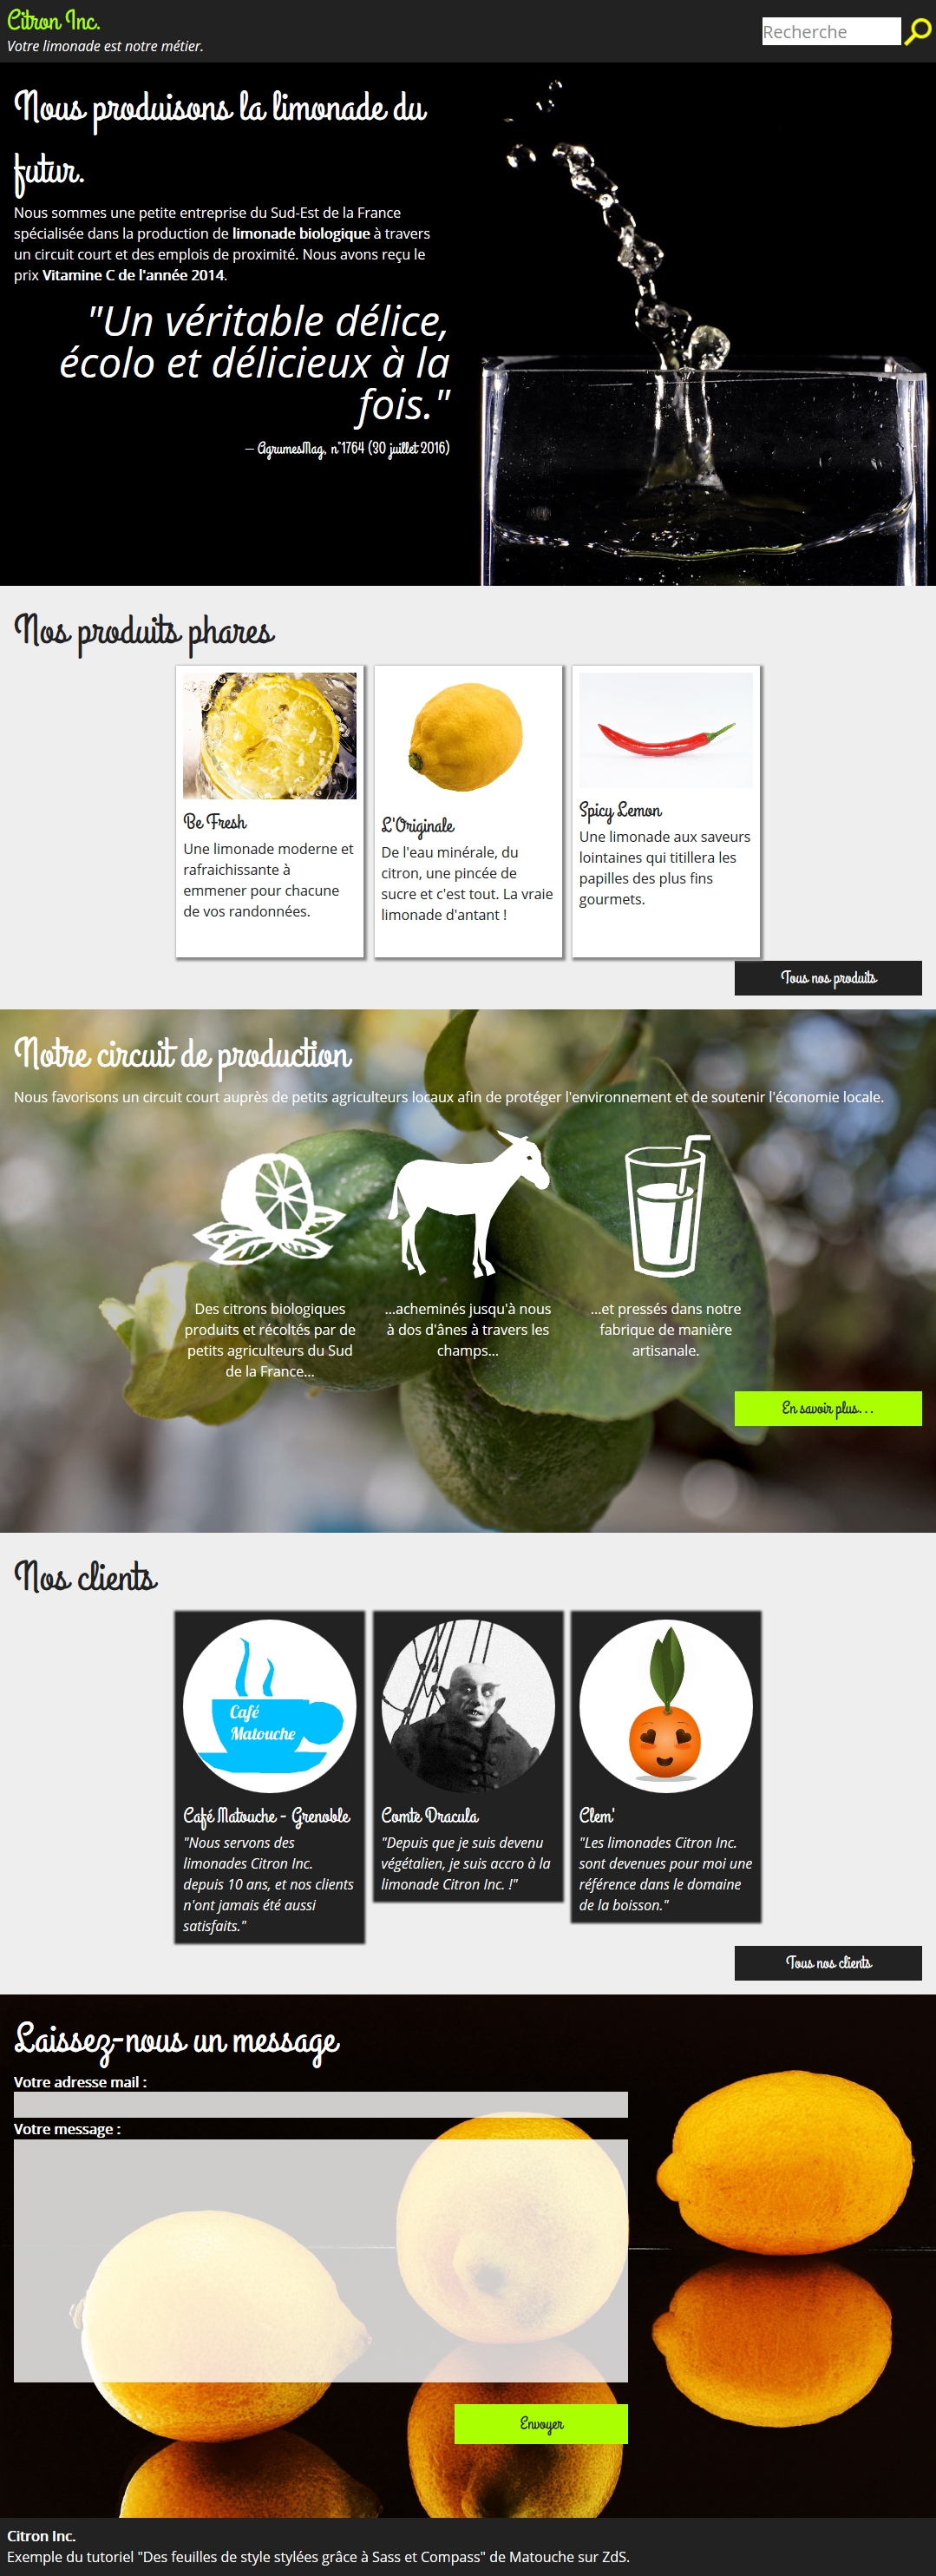 Citron Inc.
Votre limonade est notre métier.
Recherche
Nous produisons la limonade du
futur.
Nous sommes une petite entreprise du Sud-Est de la France
spécialisée dans la production de limonade biologique à travers
un circuit court et des emplois de proximité. Nous avons reçu le
prix Vitamine C de l'année 2014.
"Un véritable délice,
écolo et délicieux à la
fois."
— AgrumesMag, n°1764 (30 juillet 2016)
Nos produits phares
Be Fresh
Une limonade moderne et
rafraichissante à
emmener pour chacune
de vos randonnées.
L'Originale
De l'eau minérale, du
citron, une pincée de
sucre et c'est tout. La vraie
limonade d'antant !
Spicy Lemon
Une limonade aux saveurs
lointaines qui titillera les
papilles des plus fins
gourmets.
Tous nos produits
Notre circuit de production
Nous favorisons un circuit court auprès de petits agriculteurs locaux afin de protéger l'environnement et de soutenir l'économie locale.
Des citrons biologiques
produits et récoltés par de
petits agriculteurs du Sud
de la France...
...acheminés jusqu'à nous
à dos d'ânes à travers les
champs...
...et pressés dans notre
fabrique de manière
artisanale.
En savoir plus...
Nos clients
Café
Matouche
Café Matouche - Grenoble
"Nous servons des
limonades Citron Inc.
depuis 10 ans, et nos clients
n'ont jamais été aussi
satisfaits."
Comte Dracula
"Depuis que je suis devenu
végétalien, je suis accro à la
limonade Citron Inc. !"
Clem'
"Les limonades Citron Inc.
sont devenues pour moi une
référence dans le domaine
de la boisson."
Tous nos clients
Laissez-nous un message
Votre adresse mail :
Votre message :
Envoyer
Citron Inc.
Exemple du tutoriel "Des feuilles de style stylées grâce à Sass et Compass" de Matouche sur ZdS.